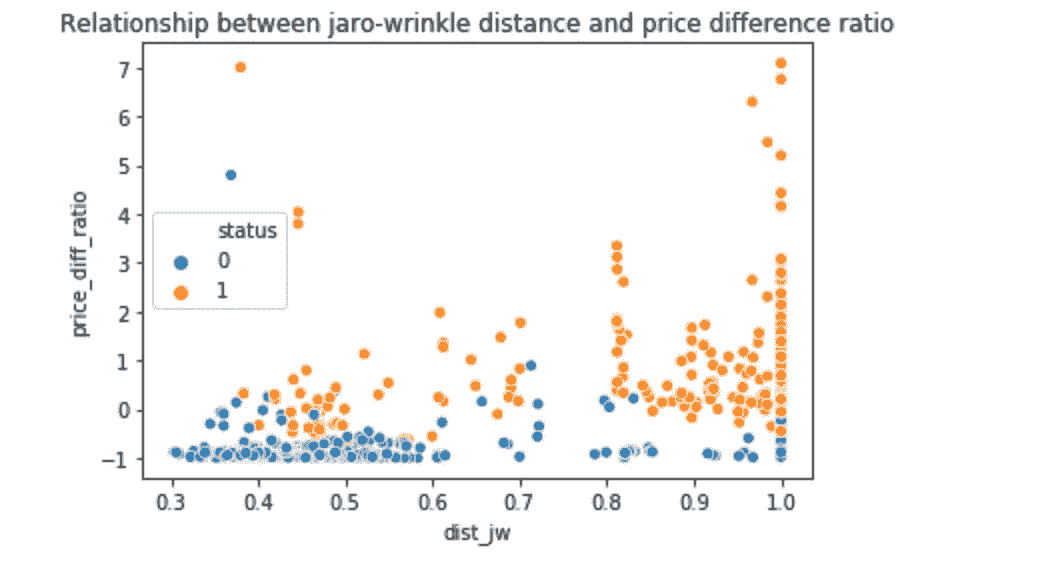 Relationship between jaro-wrinkle distance and price difference ratio
7
6
5
4
3
2
1
0
−1
price_diff_ratio
status
0
1
0.3 0.4 0.5 0.6 0.7 0.8 0.9 1.0
dist_jw